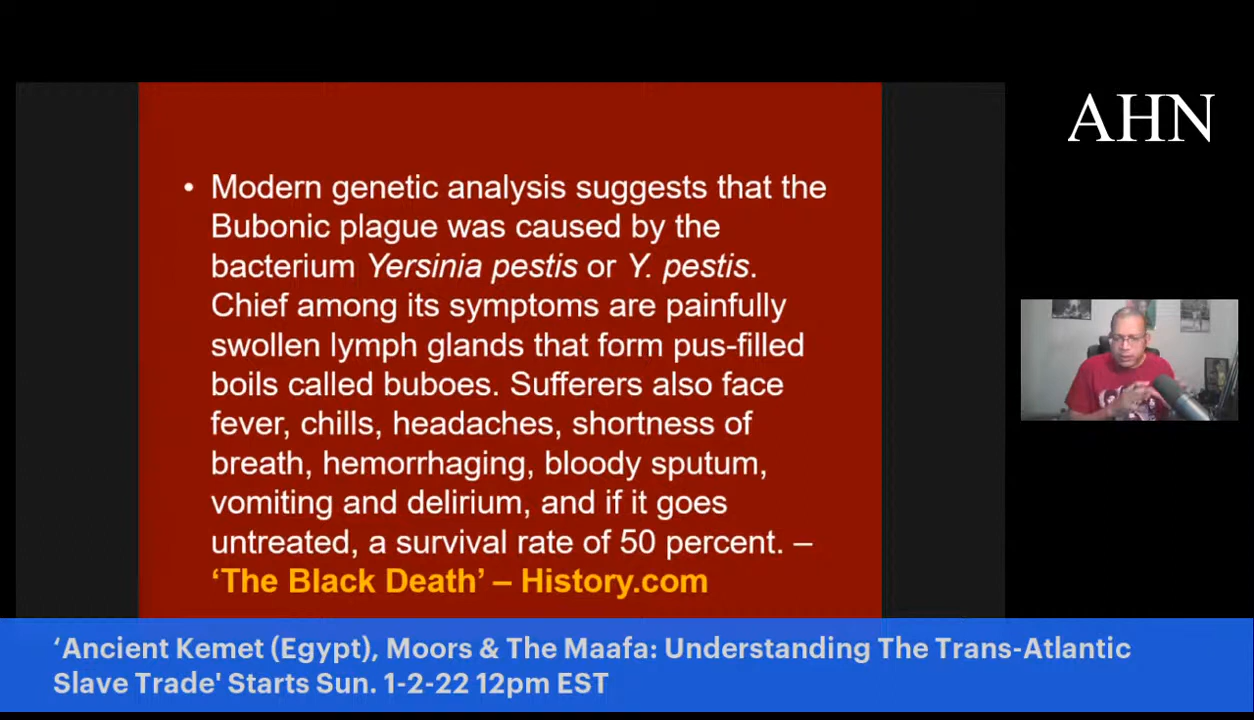 AHN
• Modern genetic analysis suggests that the
Bubonic plague was caused by the
bacterium Yersinia pestis or Y. pestis.
Chief among its symptoms are painfully
swollen lymph glands that form pus-filled
boils called buboes. Sufferers also face
fever, chills, headaches, shortness of
breath, hemorrhaging, bloody sputum,
vomiting and delirium, and if it goes
untreated, a survival rate of 50 percent. –
‘The Black Death’ – History.com
‘Ancient Kemet (Egypt), Moors & The Maafa: Understanding The Trans-Atlantic
Slave Trade' Starts Sun. 1-2-22 12pm EST